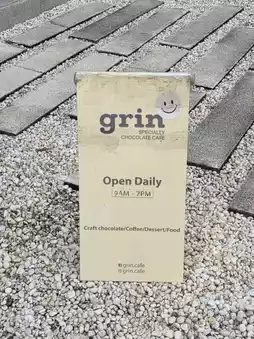 grin
SPECIALTY
CHOCOLATE CAFE
Open Daily
9AM - 7PM
Craft chocolate/Coffee/Dessert/Food
grin.cafe
grin.cafe